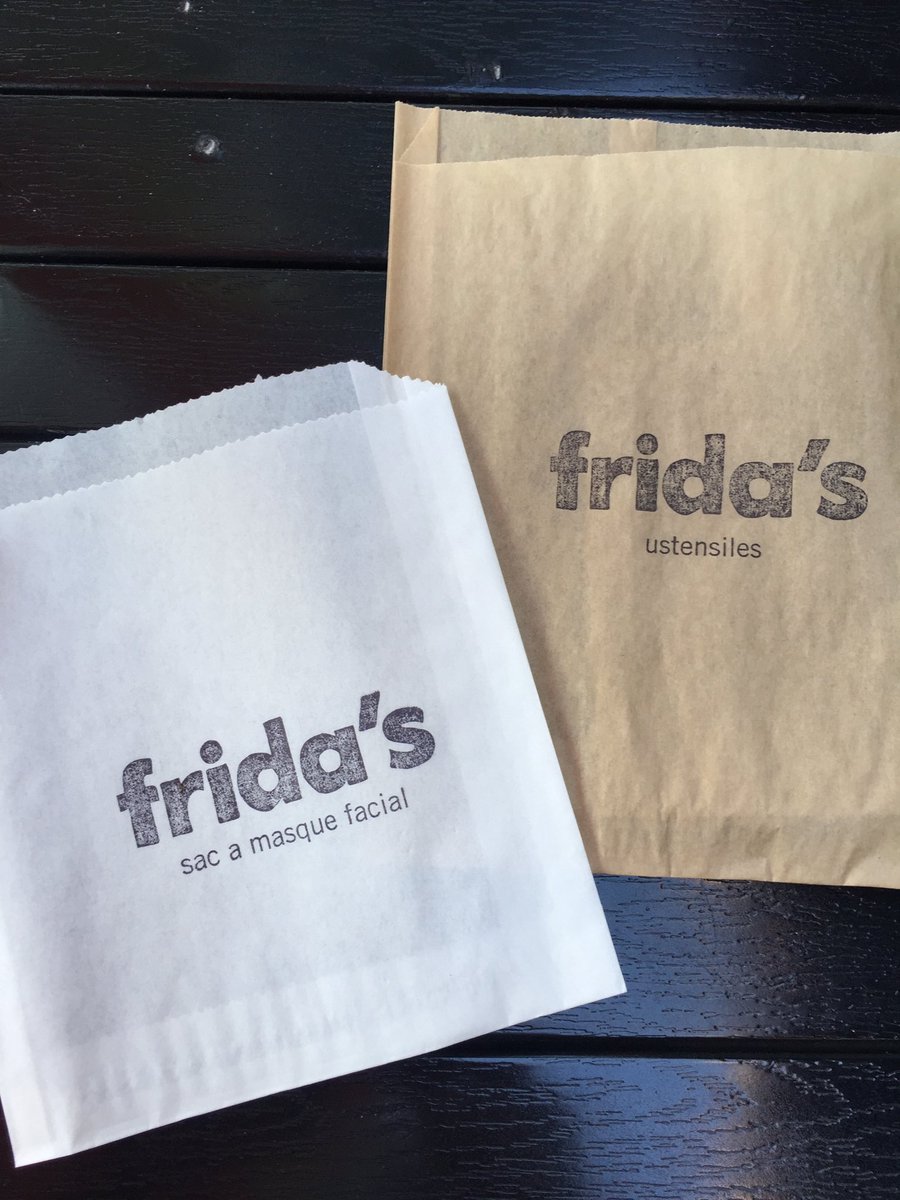 frida's
ustensiles
frida's
sac a masque facial